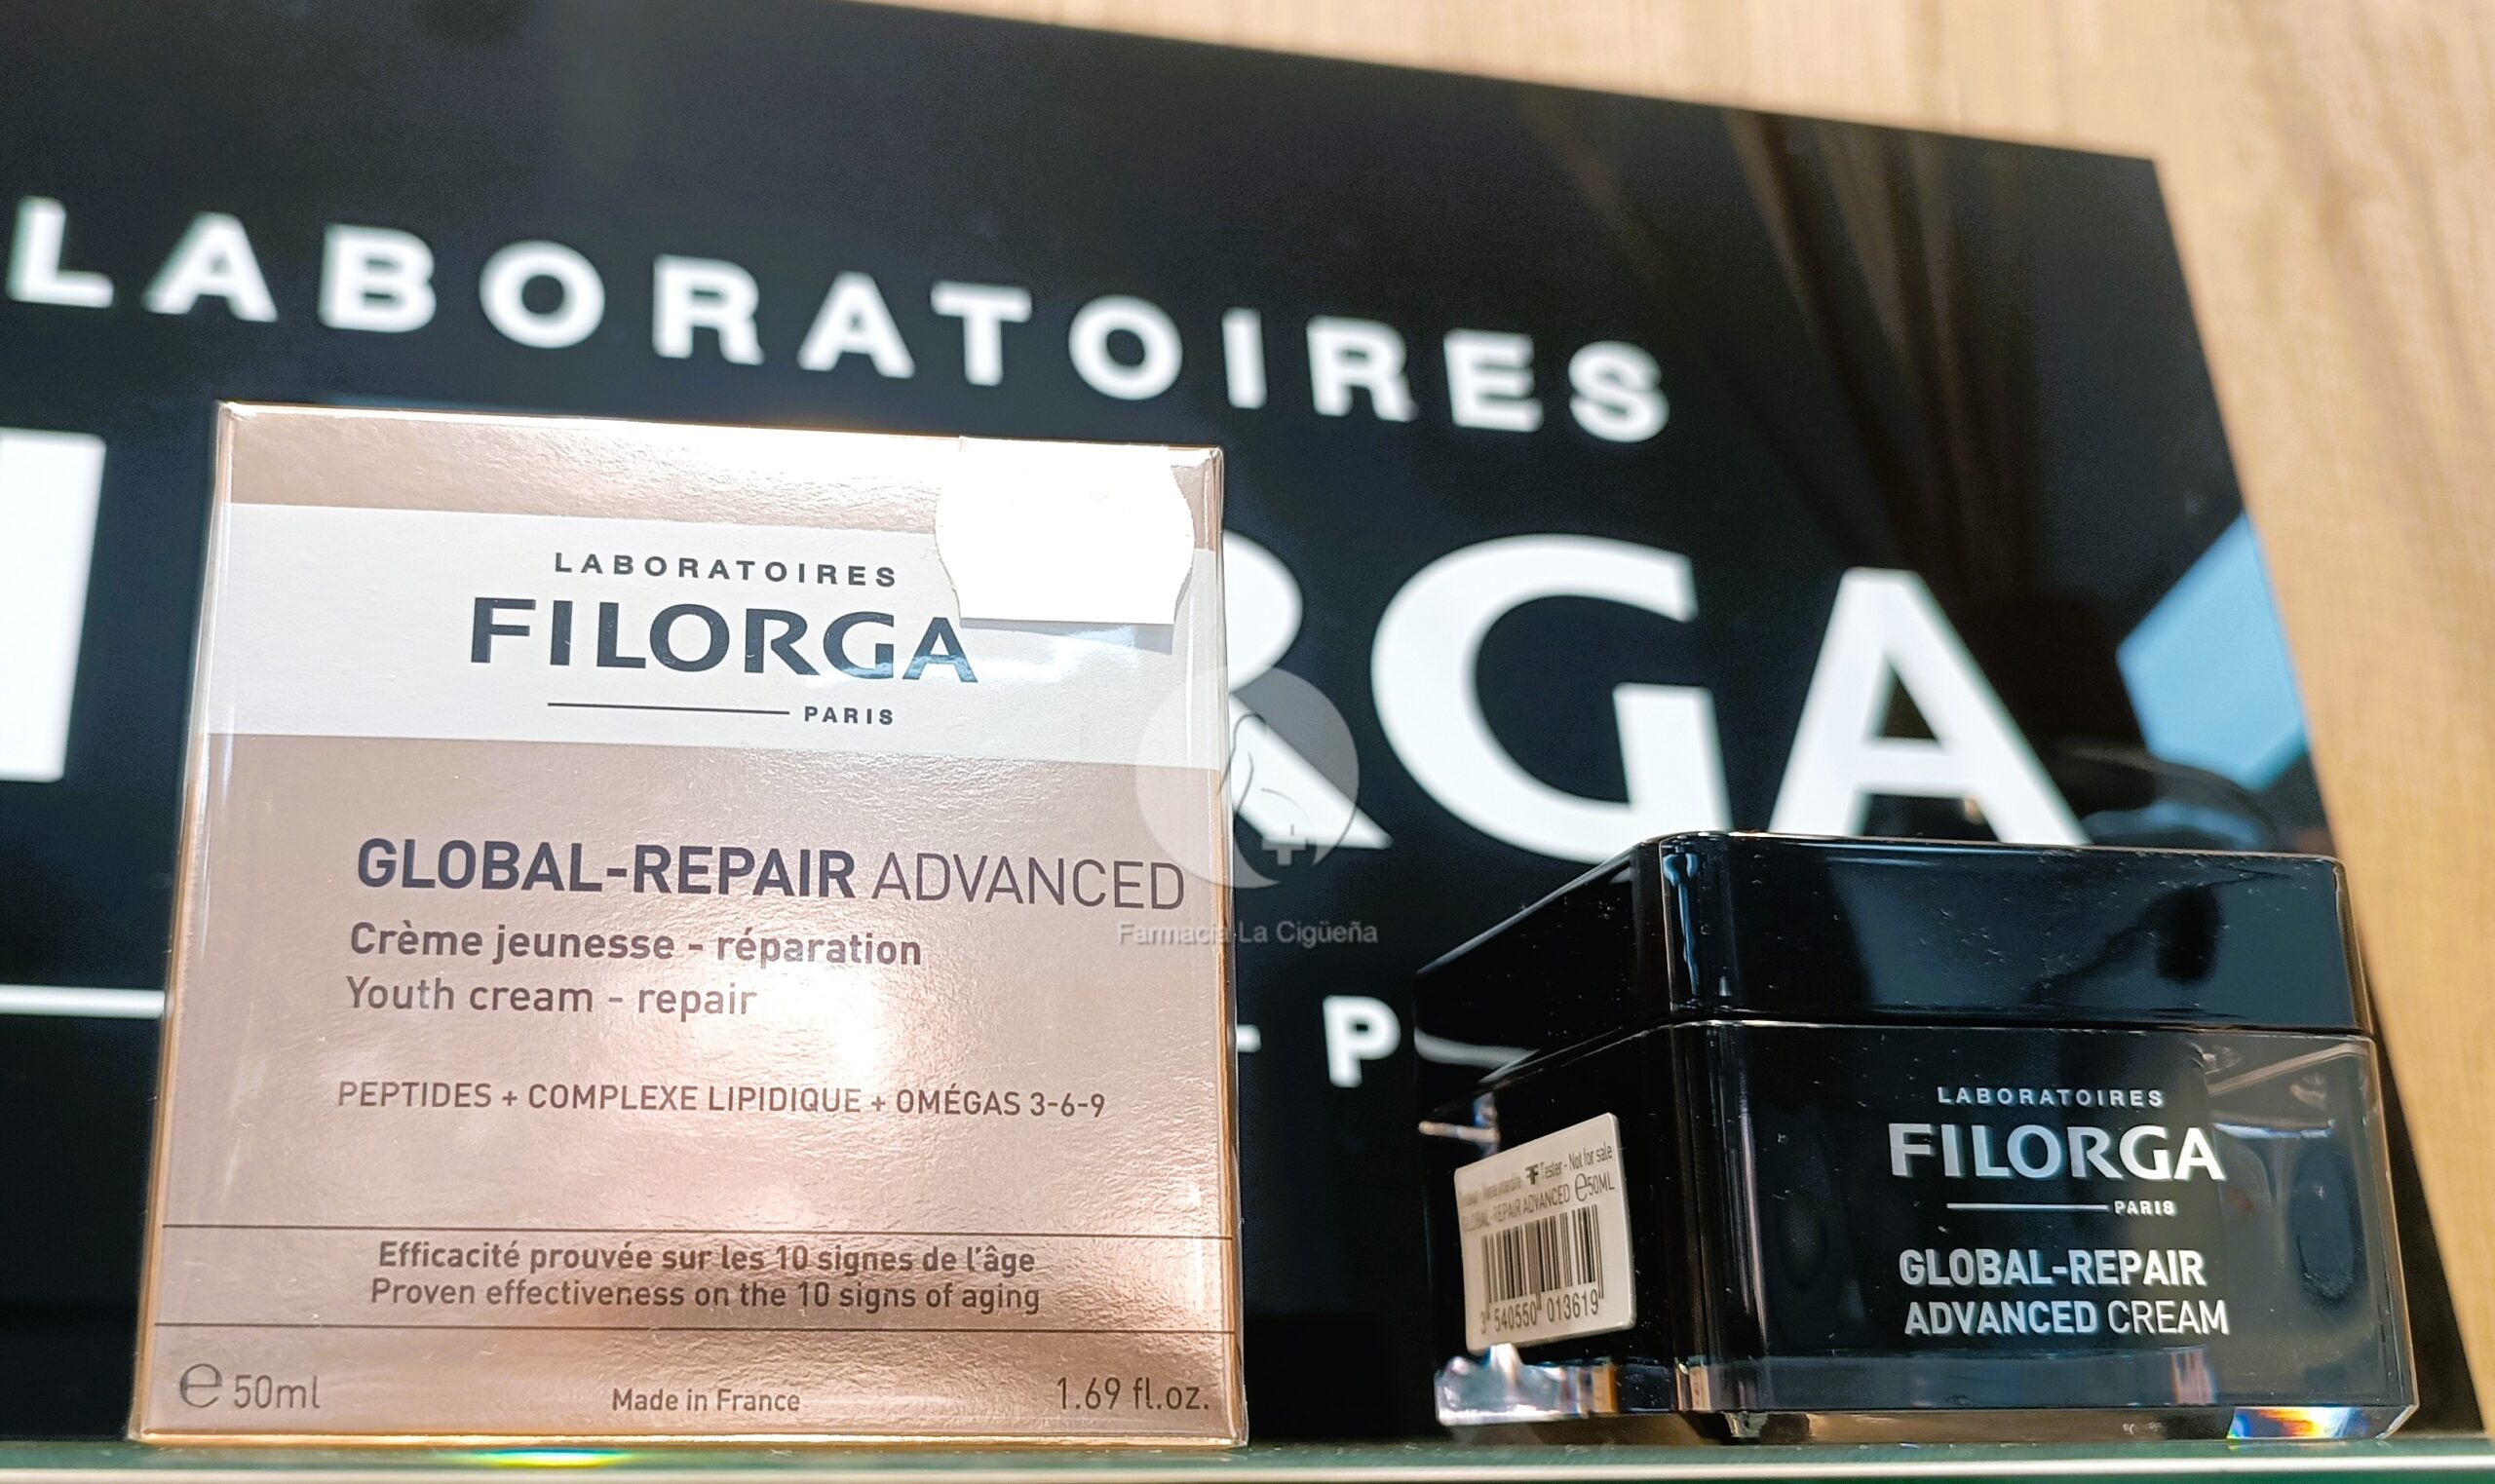 LABORATOIRES
RGA
P
LABORATOIRES
FILORGA
PARIS
GLOBAL-REPAIR ADVANCED
Crème jeunesse - réparation
Youth cream - repair
PEPTIDES + COMPLEXE LIPIDIQUE + OMÉGAS 3-6-9
Efficacité prouvée sur les 10 signes de l'âge
Proven effectiveness on the 10 signs of aging
e 50ml
Made in France
1.69 fl.oz.
Farmacia La Cigüeña
Tester - Not for sale
GLOBAL-REPAIR ADVANCED e50ML
3 540550 013619
LABORATOIRES
FILORGA
PARIS
GLOBAL-REPAIR
ADVANCED CREAM